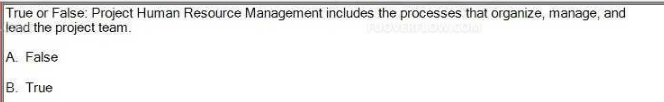 True or False: Project Human Resource Management includes the processes that organize, manage, and
lead the project team.
A. False
B. True